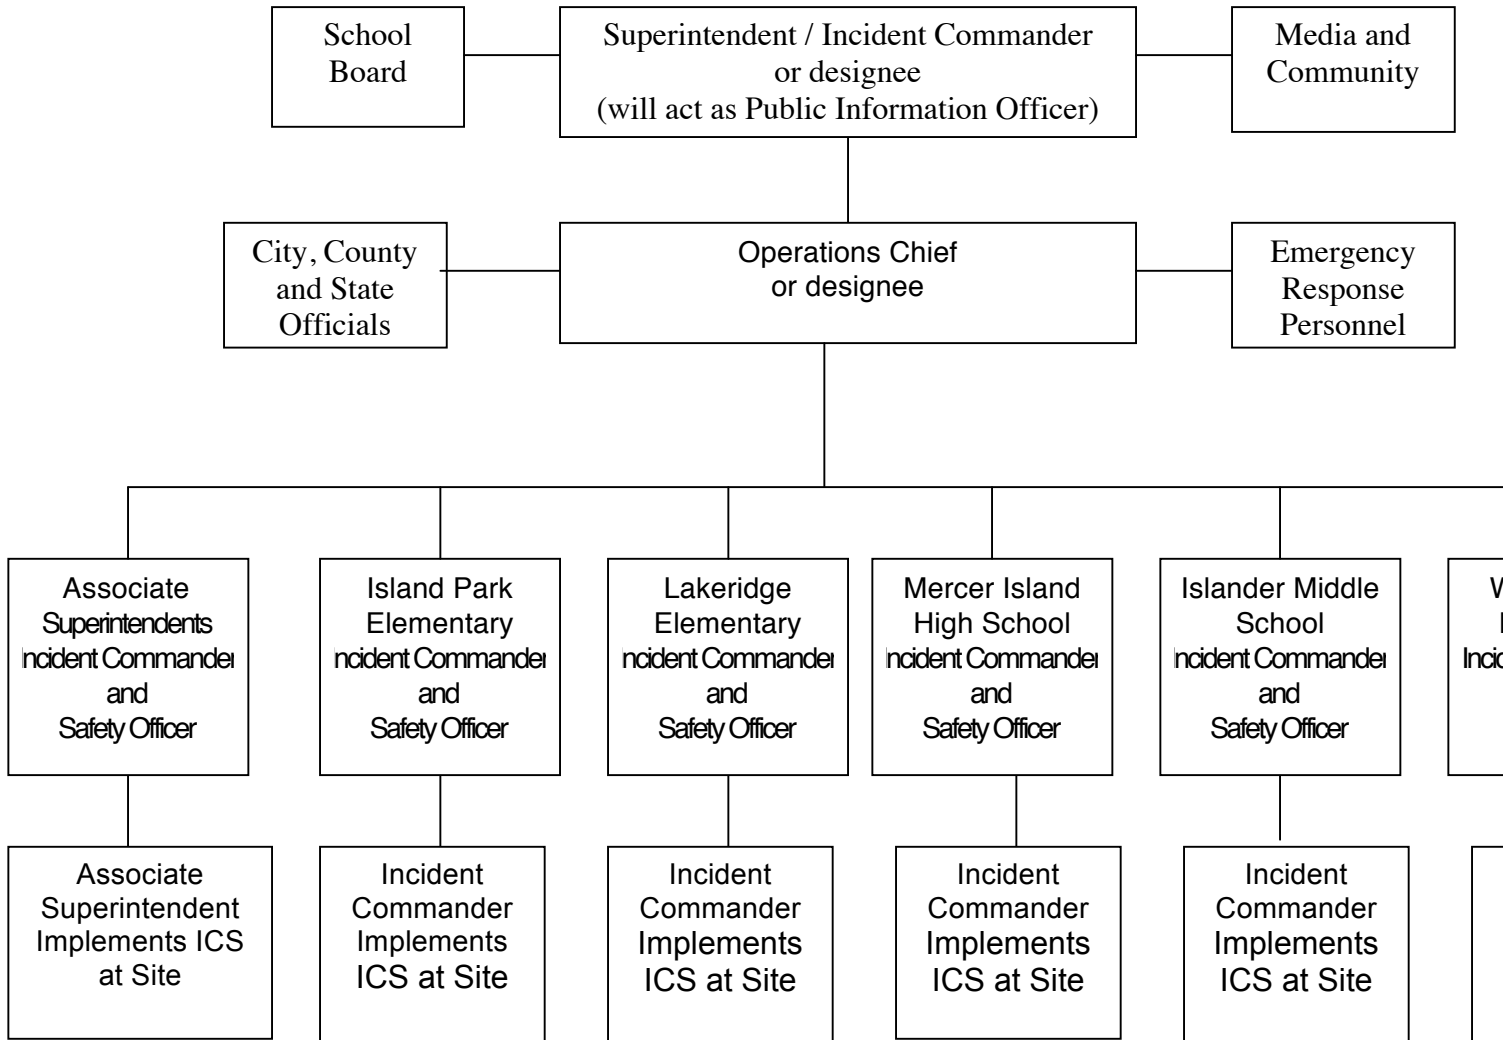 School
Board
Superintendent / Incident Commander
or designee
(will act as Public Information Officer)
Media and
Community
City, County
and State
Officials
Operations Chief
or designee
Emergency
Response
Personnel
Associate
Superintendents
Incident Commander
and
Safety Officer
Island Park
Elementary
Incident Commander
and
Safety Officer
Lakeridge
Elementary
Incident Commander
and
Safety Officer
Mercer Island
High School
Incident Commander
and
Safety Officer
Islander Middle
School
Incident Commander
and
Safety Officer
Associate
Superintendent
Implements ICS
at Site
Incident
Commander
Implements
ICS at Site
Incident
Commander
Implements
ICS at Site
Incident
Commander
Implements
ICS at Site
Incident
Commander
Implements
ICS at Site